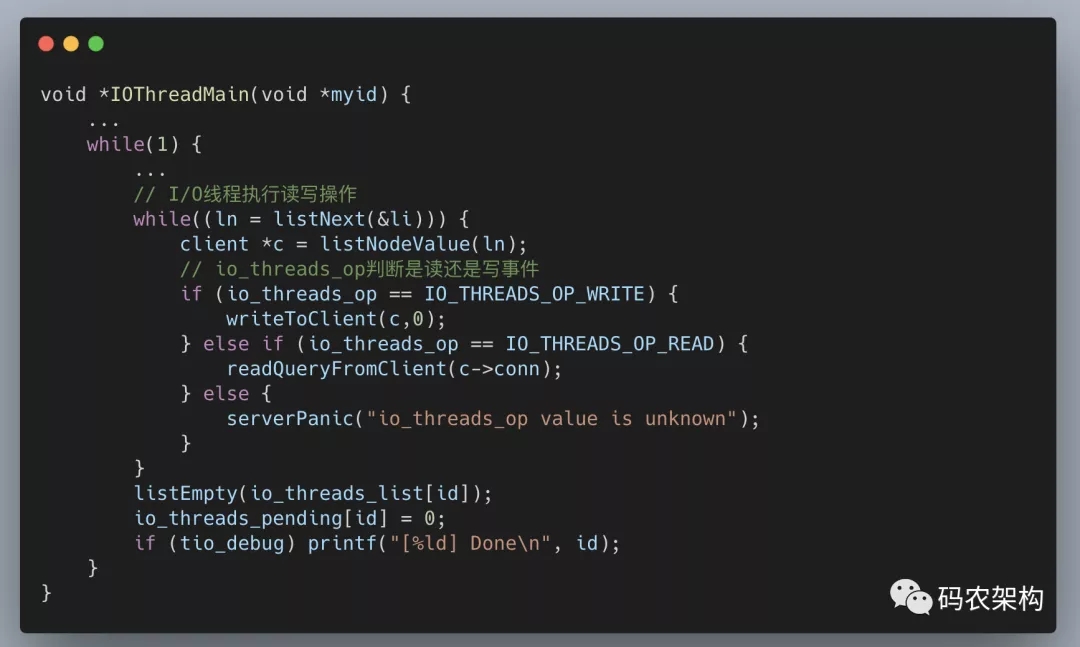 void *IOThreadMain(void *myid) {
    ...
    while(1) {
        ...
        // I/O线程执行读写操作
        while((ln = listNext(&li))) {
            client *c = listNodeValue(ln);
            // io_threads_op判断是读还是写事件
            if (io_threads_op == IO_THREADS_OP_WRITE) {
                writeToClient(c,0);
            } else if (io_threads_op == IO_THREADS_OP_READ) {
                readQueryFromClient(c->conn);
            } else {
                serverPanic("io_threads_op value is unknown");
            }
        }
        listEmpty(io_threads_list[id]);
        io_threads_pending[id] = 0;
        if (tio_debug) printf("[%ld] Done\n", id);
    }
}
码农架构